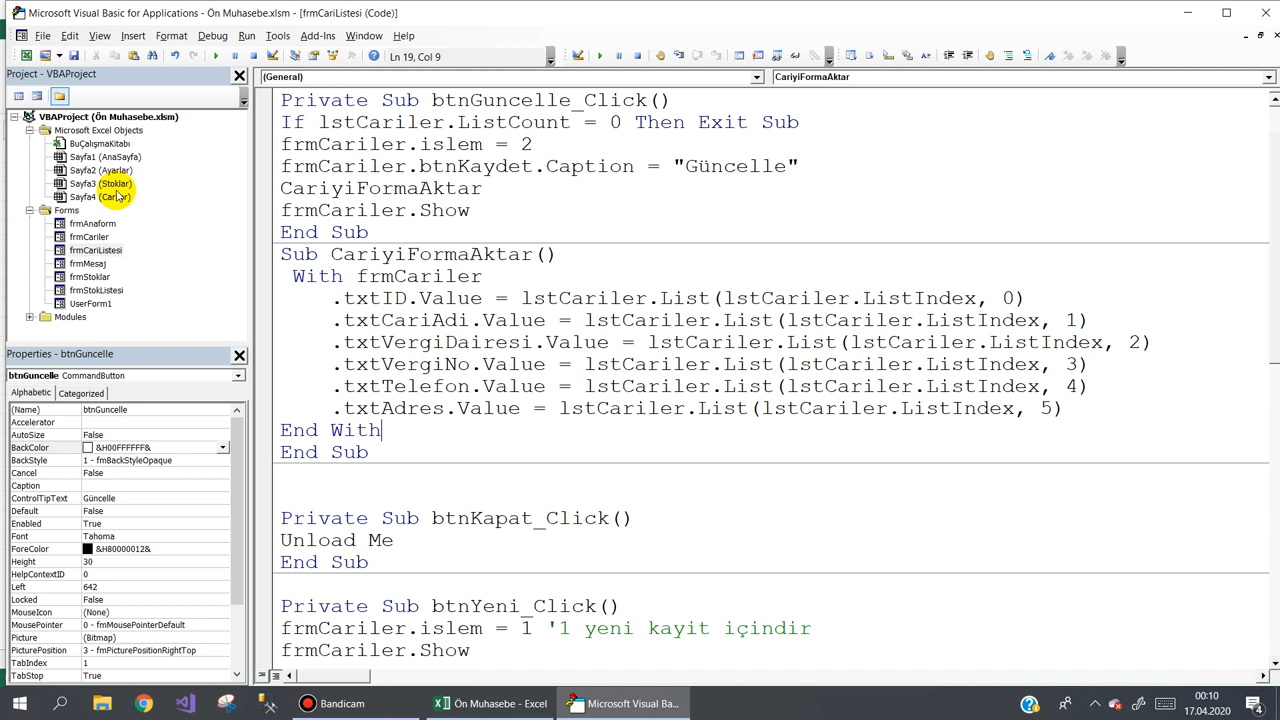 Microsoft Visual Basic for Applications - Ön Muhasebe.xlsm - [frmCariListesi (Code)]
File Edit View Insert Format Debug Run Tools Add-Ins Window Help
Ln 19, Col 9
Project - VBAProject
VBAProject (Ön Muhasebe.xlsm)
Microsoft Excel Objects
BuÇalışmaKitabı
Sayfa1 (AnaSayfa)
Sayfa2 (Ayarlar)
Sayfa3 (Stoklar)
Sayfa4
Forms
frmAnaform
frmCariler
frmCariListesi
frmMesaj
frmStoklar
frmStokListesi
UserForm1
Modules
Properties - btnGuncelle
btnGuncelle CommandButton
Alphabetic Categorized
(Name) btnGuncelle
Accelerator
AutoSize False
BackColor &H00FFFFFF&
BackStyle 1 - fmBackStyleOpaque
Cancel False
Caption
ControlTipText Güncelle
Default False
Enabled True
Font Tahoma
ForeColor &H80000012&
Height 30
HelpContextID 0
Left 642
Locked False
MouseIcon (None)
MousePointer 0 - fmMousePointerDefault
Picture (Bitmap)
PicturePosition 3 - fmPicturePositionRightTop
TabIndex 1
TabStop True
(General) CariyiFormaAktar
Private Sub btnGuncelle_Click()
If lstCariler.ListCount = 0 Then Exit Sub
frmCariler.islem = 2
frmCariler.btnKaydet.Caption = "Güncelle"
CariyiFormaAktar
frmCariler.Show
End Sub
Sub CariyiFormaAktar()
With frmCariler
.txtID.Value = lstCariler.List(lstCariler.ListIndex, 0)
.txtCariAdi.Value = lstCariler.List(lstCariler.ListIndex, 1)
.txtVergiDairesi.Value = lstCariler.List(lstCariler.ListIndex, 2)
.txtVergiNo.Value = lstCariler.List(lstCariler.ListIndex, 3)
.txtTelefon.Value = lstCariler.List(lstCariler.ListIndex, 4)
.txtAdres.Value = lstCariler.List(lstCariler.ListIndex, 5)
End With
End Sub
Private Sub btnKapat_Click()
Unload Me
End Sub
Private Sub btnYeni_Click()
frmCariler.islem = 1 '1 yeni kayit içindir
frmCariler.Show
Bandicam
Ön Muhasebe - Excel
Microsoft Visual Ba...
00:10
17.04.2020
4